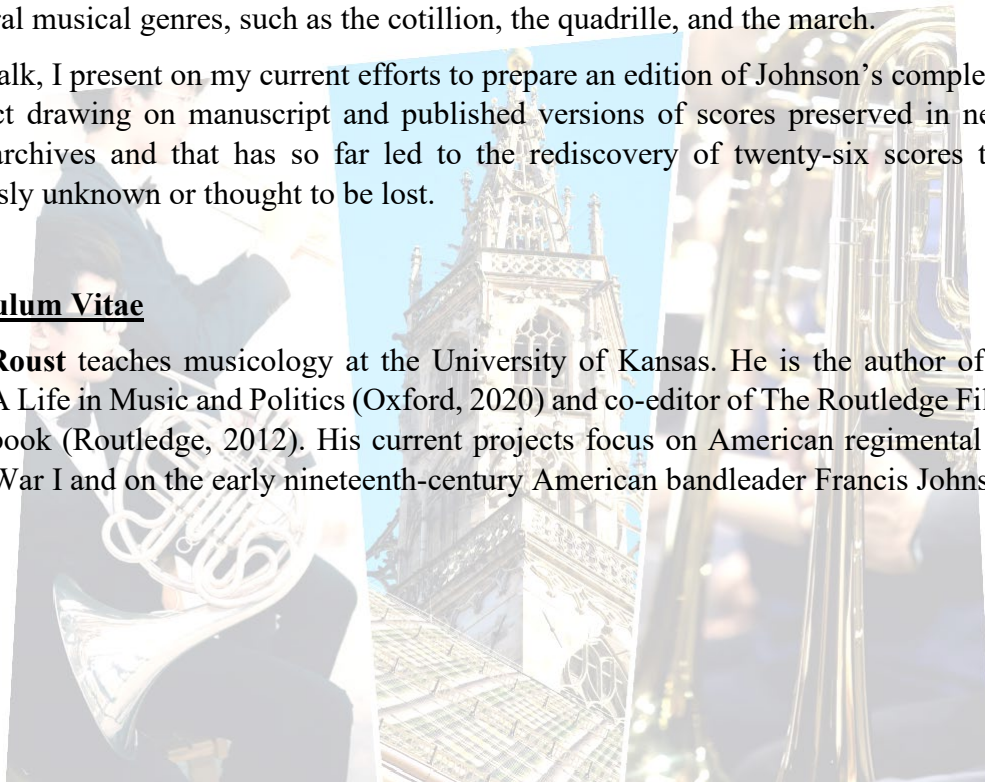 ral musical genres, such as the cotillion, the quadrille, and the march.
alk, I present on my current efforts to prepare an edition of Johnson’s comple
ct drawing on manuscript and published versions of scores preserved in ne
archives and that has so far led to the rediscovery of twenty-six scores t
sly unknown or thought to be lost.
ulum Vitae
Roust teaches musicology at the University of Kansas. He is the author of
A Life in Music and Politics (Oxford, 2020) and co-editor of The Routledge Fil
book (Routledge, 2012). His current projects focus on American regimental
War I and on the early nineteenth-century American bandleader Francis Johns